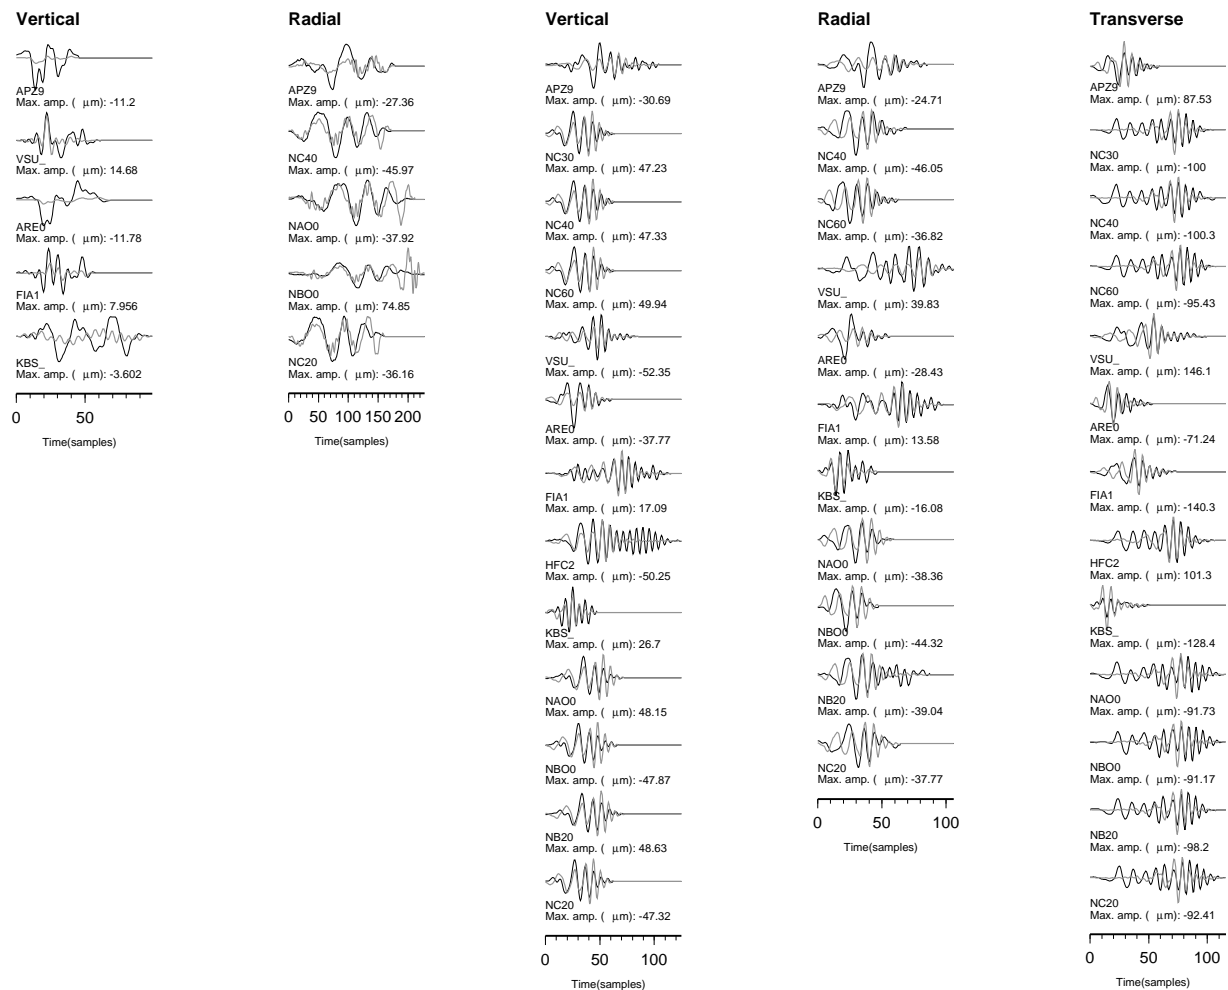 Vertical
APZ9
Max. amp. ( μm): -11.2
VSU_
Max. amp. ( μm): 14.68
ARE0
Max. amp. ( μm): -11.78
FIA1
Max. amp. ( μm): 7.956
KBS_
Max. amp. ( μm): -3.602
0 50
Time(samples)
Radial
APZ9
Max. amp. ( μm): -27.36
NC40
Max. amp. ( μm): -45.97
NAO0
Max. amp. ( μm): -37.92
NBO0
Max. amp. ( μm): 74.85
NC20
Max. amp. ( μm): -36.16
0 50 100 150 200
Time(samples)
Vertical
APZ9
Max. amp. ( μm): -30.69
NC30
Max. amp. ( μm): 47.23
NC40
Max. amp. ( μm): 47.33
NC60
Max. amp. ( μm): 49.94
VSU_
Max. amp. ( μm): -52.35
ARE0
Max. amp. ( μm): -37.77
FIA1
Max. amp. ( μm): 17.09
HFC2
Max. amp. ( μm): -50.25
KBS_
Max. amp. ( μm): 26.7
NAO0
Max. amp. ( μm): 48.15
NBO0
Max. amp. ( μm): -47.87
NB20
Max. amp. ( μm): 48.63
NC20
Max. amp. ( μm): -47.32
0 50 100
Time(samples)
Radial
APZ9
Max. amp. ( μm): -24.71
NC40
Max. amp. ( μm): -46.05
NC60
Max. amp. ( μm): -36.82
VSU_
Max. amp. ( μm): 39.83
ARE0
Max. amp. ( μm): -28.43
FIA1
Max. amp. ( μm): 13.58
KBS_
Max. amp. ( μm): -16.08
NAO0
Max. amp. ( μm): -38.36
NBO0
Max. amp. ( μm): -44.32
NB20
Max. amp. ( μm): -39.04
NC20
Max. amp. ( μm): -37.77
0 50 100
Time(samples)
Transverse
APZ9
Max. amp. ( μm): 87.53
NC30
Max. amp. ( μm): -100
NC40
Max. amp. ( μm): -100.3
NC60
Max. amp. ( μm): -95.43
VSU_
Max. amp. ( μm): 146.1
ARE0
Max. amp. ( μm): -71.24
FIA1
Max. amp. ( μm): -140.3
HFC2
Max. amp. ( μm): 101.3
KBS_
Max. amp. ( μm): -128.4
NAO0
Max. amp. ( μm): -91.73
NBO0
Max. amp. ( μm): -91.17
NB20
Max. amp. ( μm): -98.2
NC20
Max. amp. ( μm): -92.41
0 50 100
Time(samples)